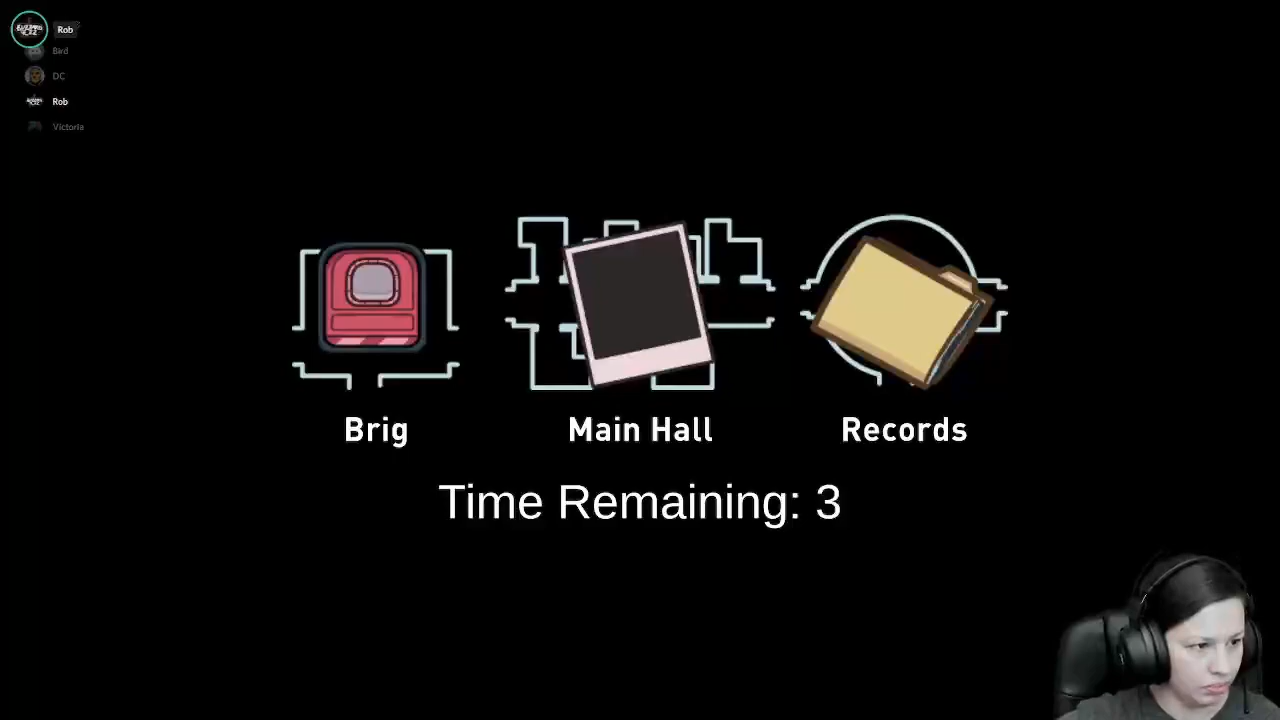 Rob
Bird
DC
Rob
Victoria
Brig
Main Hall
Records
Time Remaining: 3